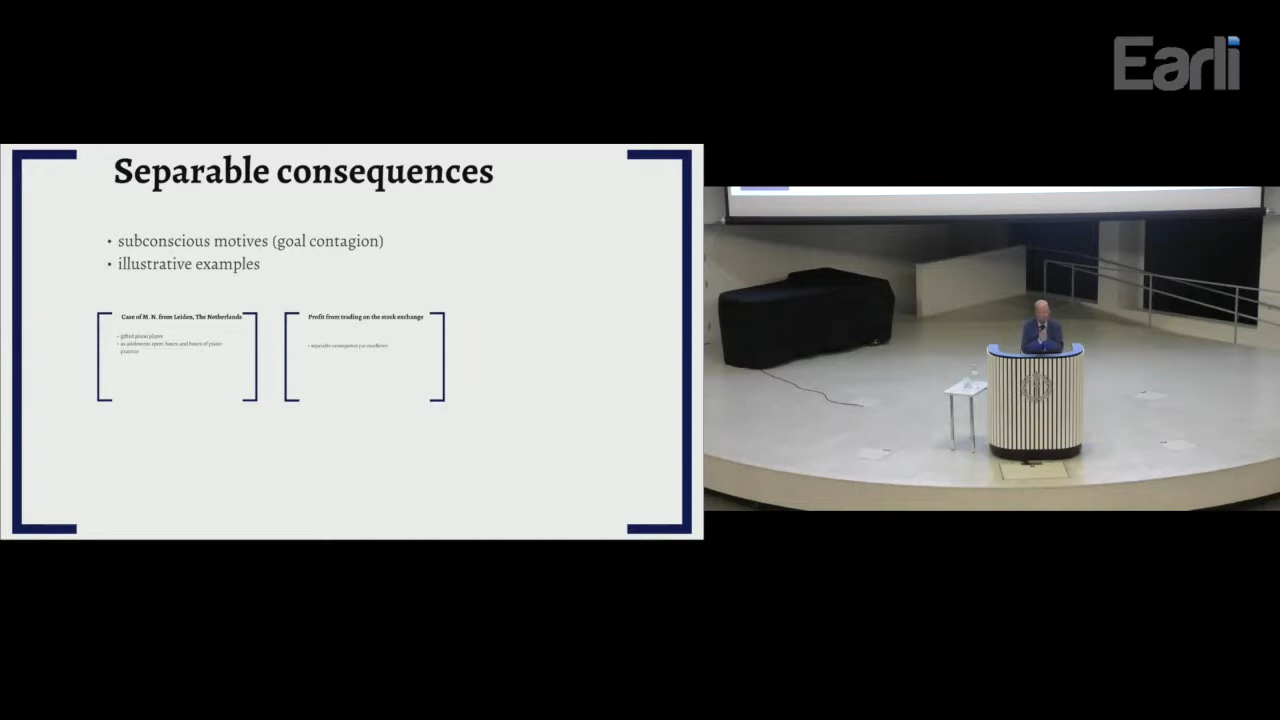 Earli
Separable consequences
• subconscious motives (goal contagion)
• illustrative examples
Case of M. N. from Leiden, The Netherlands
• gifted piano player
• as adolescents spent hours and hours of piano
practice
Profit from trading on the stock exchange
• separable consequence par excellence